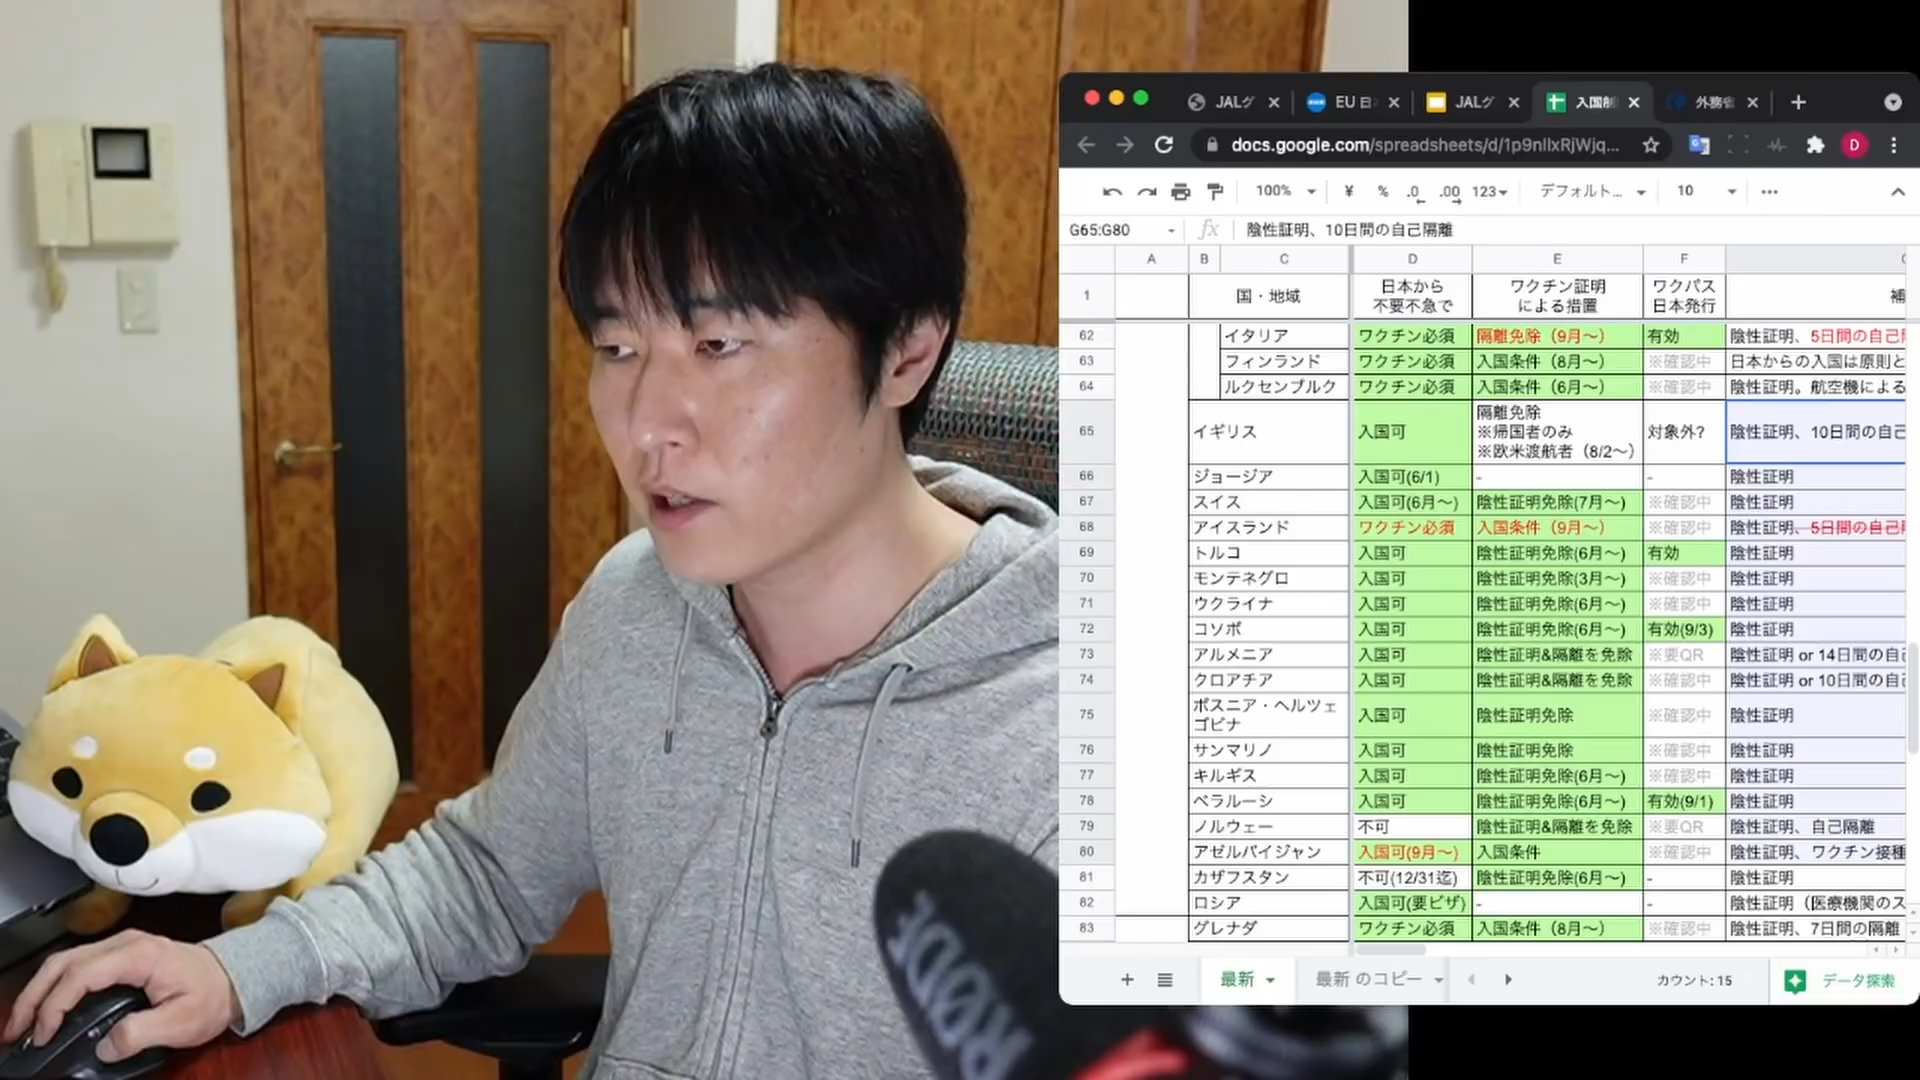 JALグ
EU 日
JALグ
入国制
外務省
docs.google.com/spreadsheets/d/1p9nIlxRjWjq...
D
100%
¥
%
.0
.00
123
デフォルト...
10
G65:G80
fx
陰性証明、10日間の自己隔離
A B C D E F
1 国・地域 日本から 不要不急で ワクチン証明 による措置 ワクパス 日本発行 補
62 イタリア ワクチン必須 隔離免除（9月～） 有効 陰性証明、5日間の自己
63 フィンランド ワクチン必須 入国条件（8月～） ※確認中 日本からの入国は原則と
64 ルクセンブルク ワクチン必須 入国条件（6月～） ※確認中 陰性証明。航空機による
65 イギリス 入国可 隔離免除 ※帰国者のみ ※欧米渡航者（8/2～） 対象外? 陰性証明、10日間の自己
66 ジョージア 入国可(6/1) - - 陰性証明
67 スイス 入国可(6月～) 陰性証明免除(7月～) ※確認中 陰性証明
68 アイスランド ワクチン必須 入国条件（9月～） ※確認中 陰性証明、5日間の自己
69 トルコ 入国可 陰性証明免除(6月～) 有効 陰性証明
70 モンテネグロ 入国可 陰性証明免除(3月～) ※確認中 陰性証明
71 ウクライナ 入国可 陰性証明免除(6月～) ※確認中 陰性証明
72 コソボ 入国可 陰性証明免除(6月～) 有効(9/3) 陰性証明
73 アルメニア 入国可 陰性証明&隔離を免除 ※要QR 陰性証明 or 14日間の自己
74 クロアチア 入国可 陰性証明&隔離を免除 ※確認中 陰性証明 or 10日間の自己
75 ボスニア・ヘルツェゴビナ 入国可 陰性証明免除 ※確認中 陰性証明
76 サンマリノ 入国可 陰性証明免除 ※確認中 陰性証明
77 キルギス 入国可 陰性証明免除(6月～) ※確認中 陰性証明
78 ベラルーシ 入国可 陰性証明免除(6月～) 有効(9/1) 陰性証明
79 ノルウェー 不可 陰性証明&隔離を免除 ※要QR 陰性証明、自己隔離
80 アゼルバイジャン 入国可(9月～) 入国条件 ※確認中 陰性証明、ワクチン接種
81 カザフスタン 不可(12/31迄) 陰性証明免除(6月～) - 陰性証明
82 ロシア 入国可(要ビザ) - - 陰性証明（医療機関のス
83 グレナダ ワクチン必須 入国条件（8月～） ※確認中 陰性証明、7日間の隔離
最新
最新 のコピー
カウント: 15
データ探索
RØDE